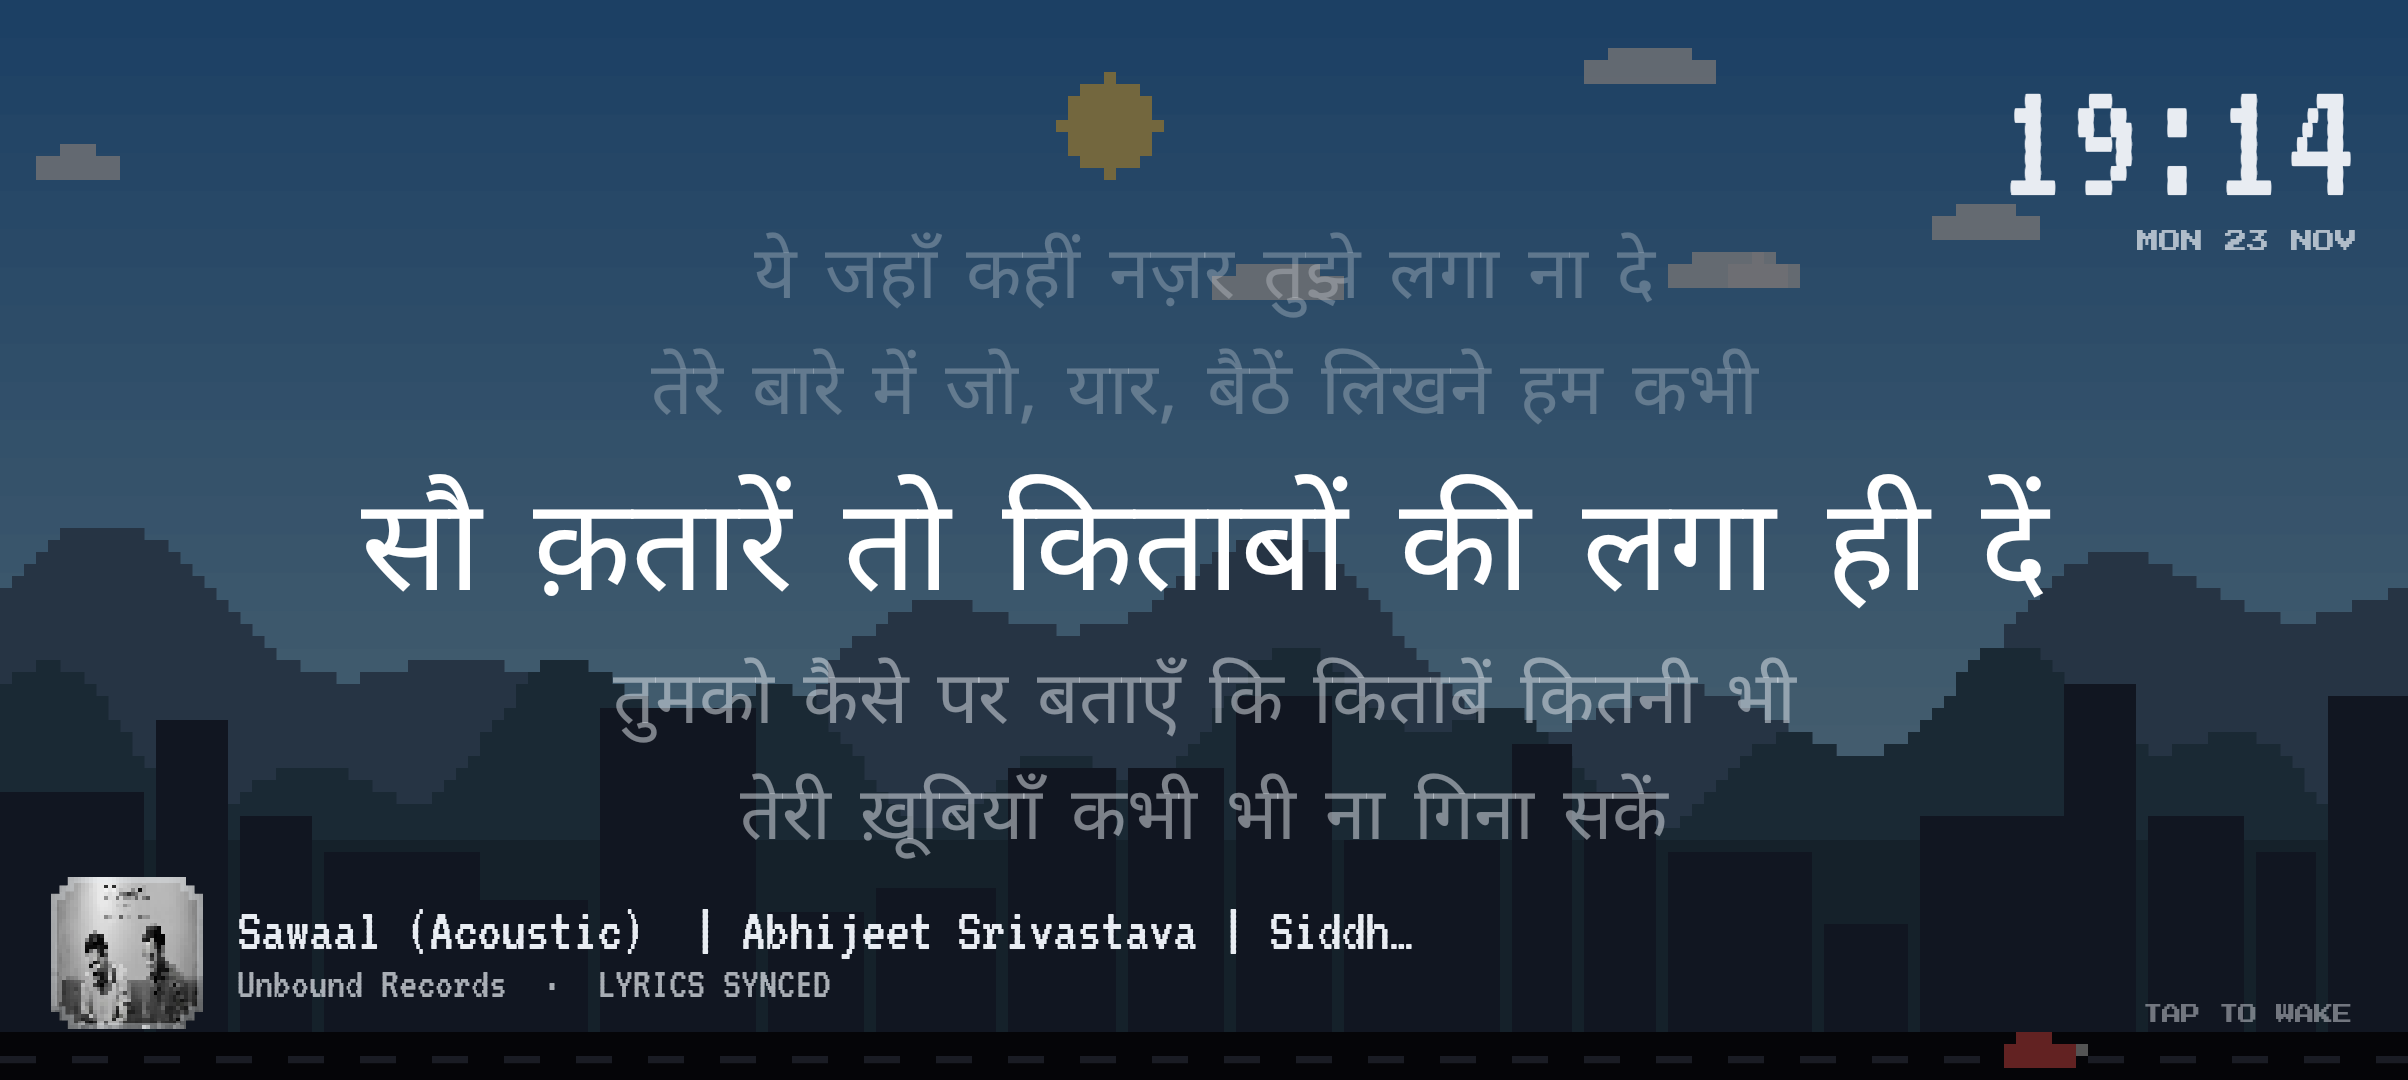 19:14
MON 23 NOV
ये जहाँ कहीं नज़र तुझे लगा ना दे
तेरे बारे में जो, यार, बैठें लिखने हम कभी
सौ क़तारें तो किताबों की लगा ही दें
तुमको कैसे पर बताएँ कि किताबें कितनी भी
तेरी ख़ूबियाँ कभी भी ना गिना सकें
Sawaal (Acoustic) | Abhijeet Srivastava | Siddh…
Unbound Records · LYRICS SYNCED
TAP TO WAKE